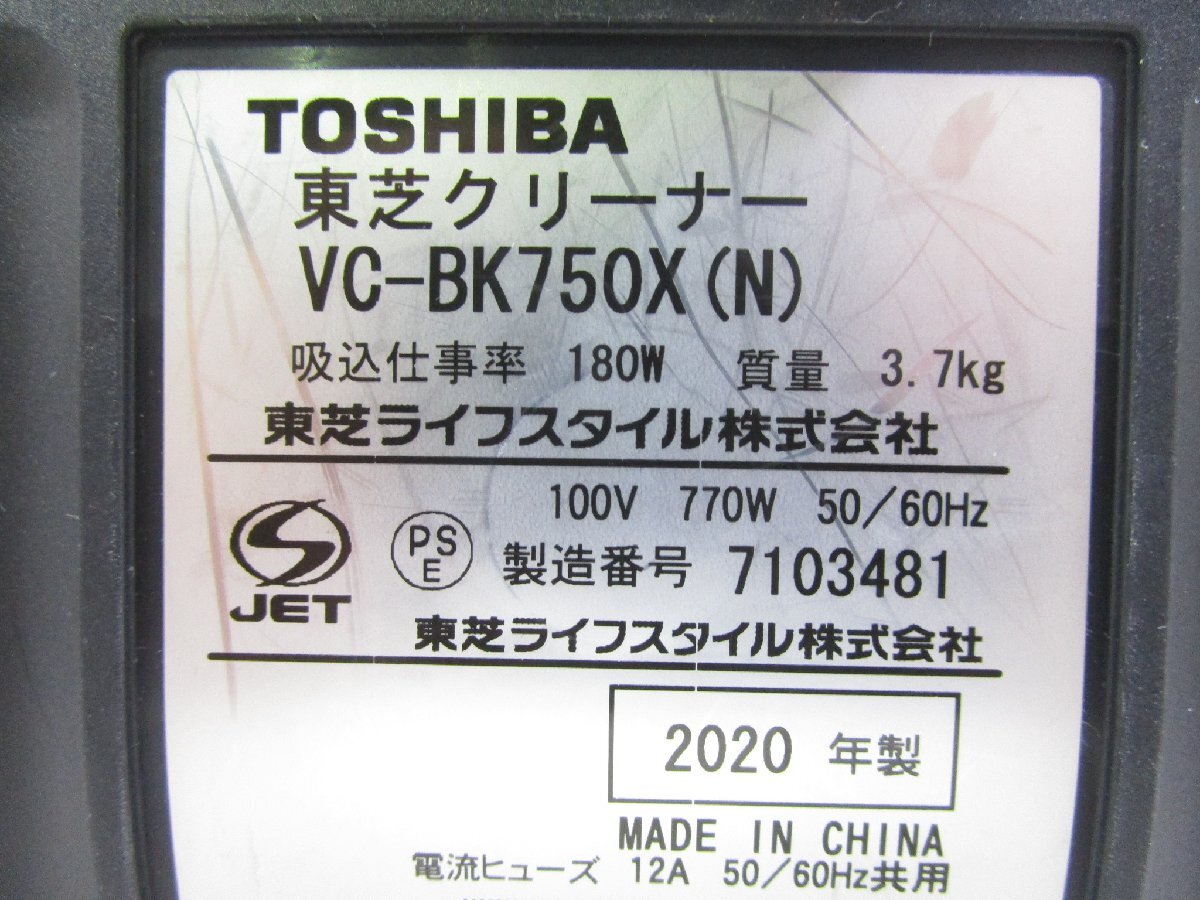 TOSHIBA
東芝クリーナー
VC-BK750X(N)
吸込仕事率 180W 質量 3.7kg
東芝ライフスタイル株式会社
100V 770W 50/60Hz
JET PSE 製造番号 7103481
東芝ライフスタイル株式会社
2020 年製
MADE IN CHINA
電流ヒューズ 12A 50/60Hz共用